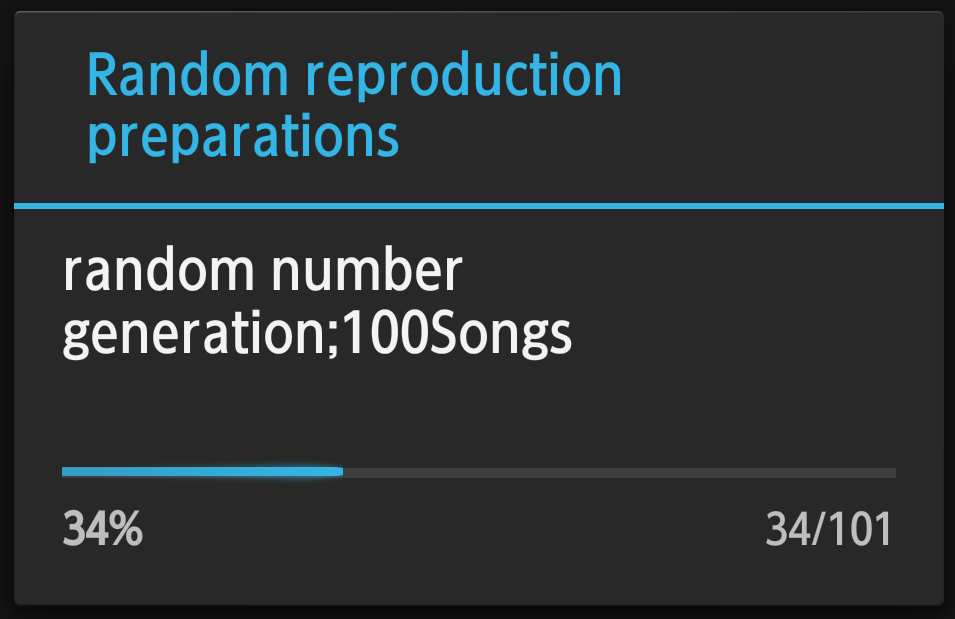 Random reproduction
preparations
random number
generation;100Songs
34%
34/101